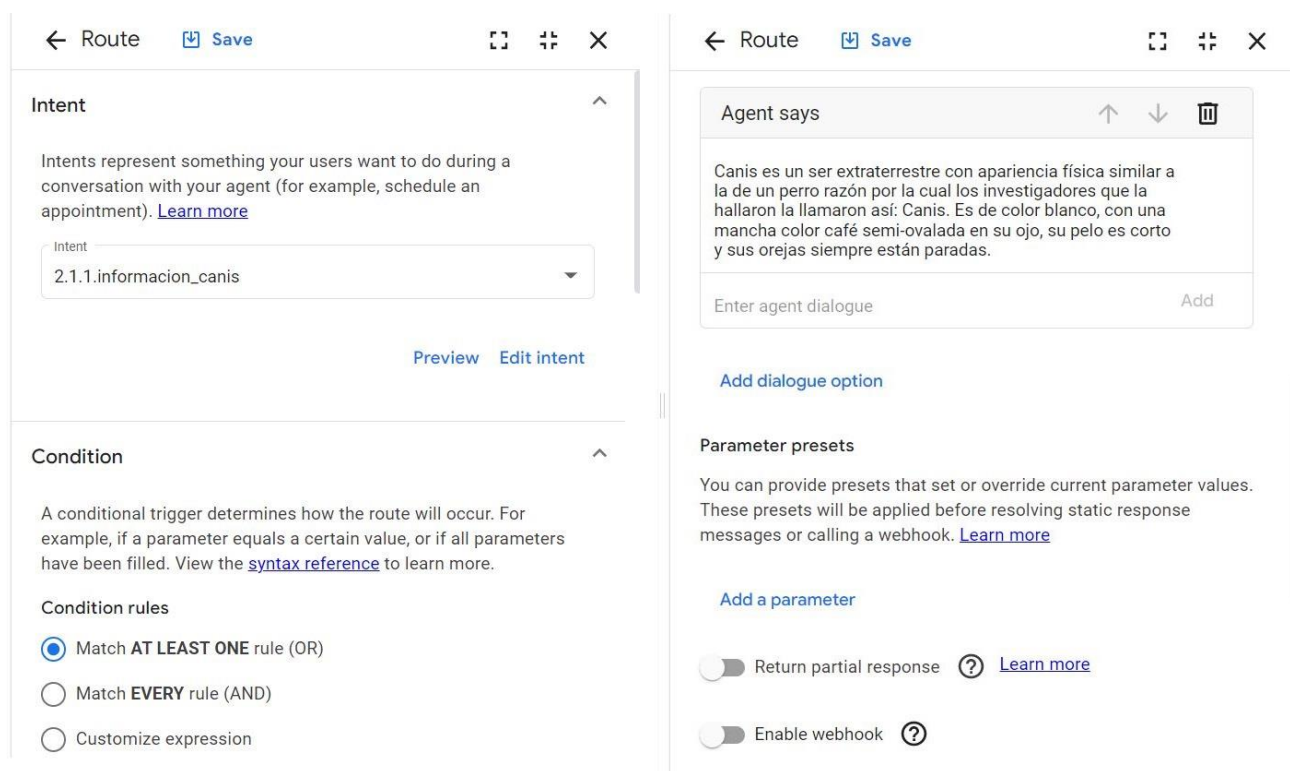 Route Save
Intent
Intents represent something your users want to do during a
conversation with your agent (for example, schedule an
appointment). Learn more
Intent
2.1.1.informacion_canis
Preview Edit intent
Condition
A conditional trigger determines how the route will occur. For
example, if a parameter equals a certain value, or if all parameters
have been filled. View the syntax reference to learn more.
Condition rules
Match AT LEAST ONE rule (OR)
Match EVERY rule (AND)
Customize expression
Route Save
Agent says
Canis es un ser extraterrestre con apariencia física similar a
la de un perro razón por la cual los investigadores que la
hallaron la llamaron así: Canis. Es de color blanco, con una
mancha color café semi-ovalada en su ojo, su pelo es corto
y sus orejas siempre están paradas.
Enter agent dialogue Add
Add dialogue option
Parameter presets
You can provide presets that set or override current parameter values.
These presets will be applied before resolving static response
messages or calling a webhook. Learn more
Add a parameter
Return partial response ? Learn more
Enable webhook ?